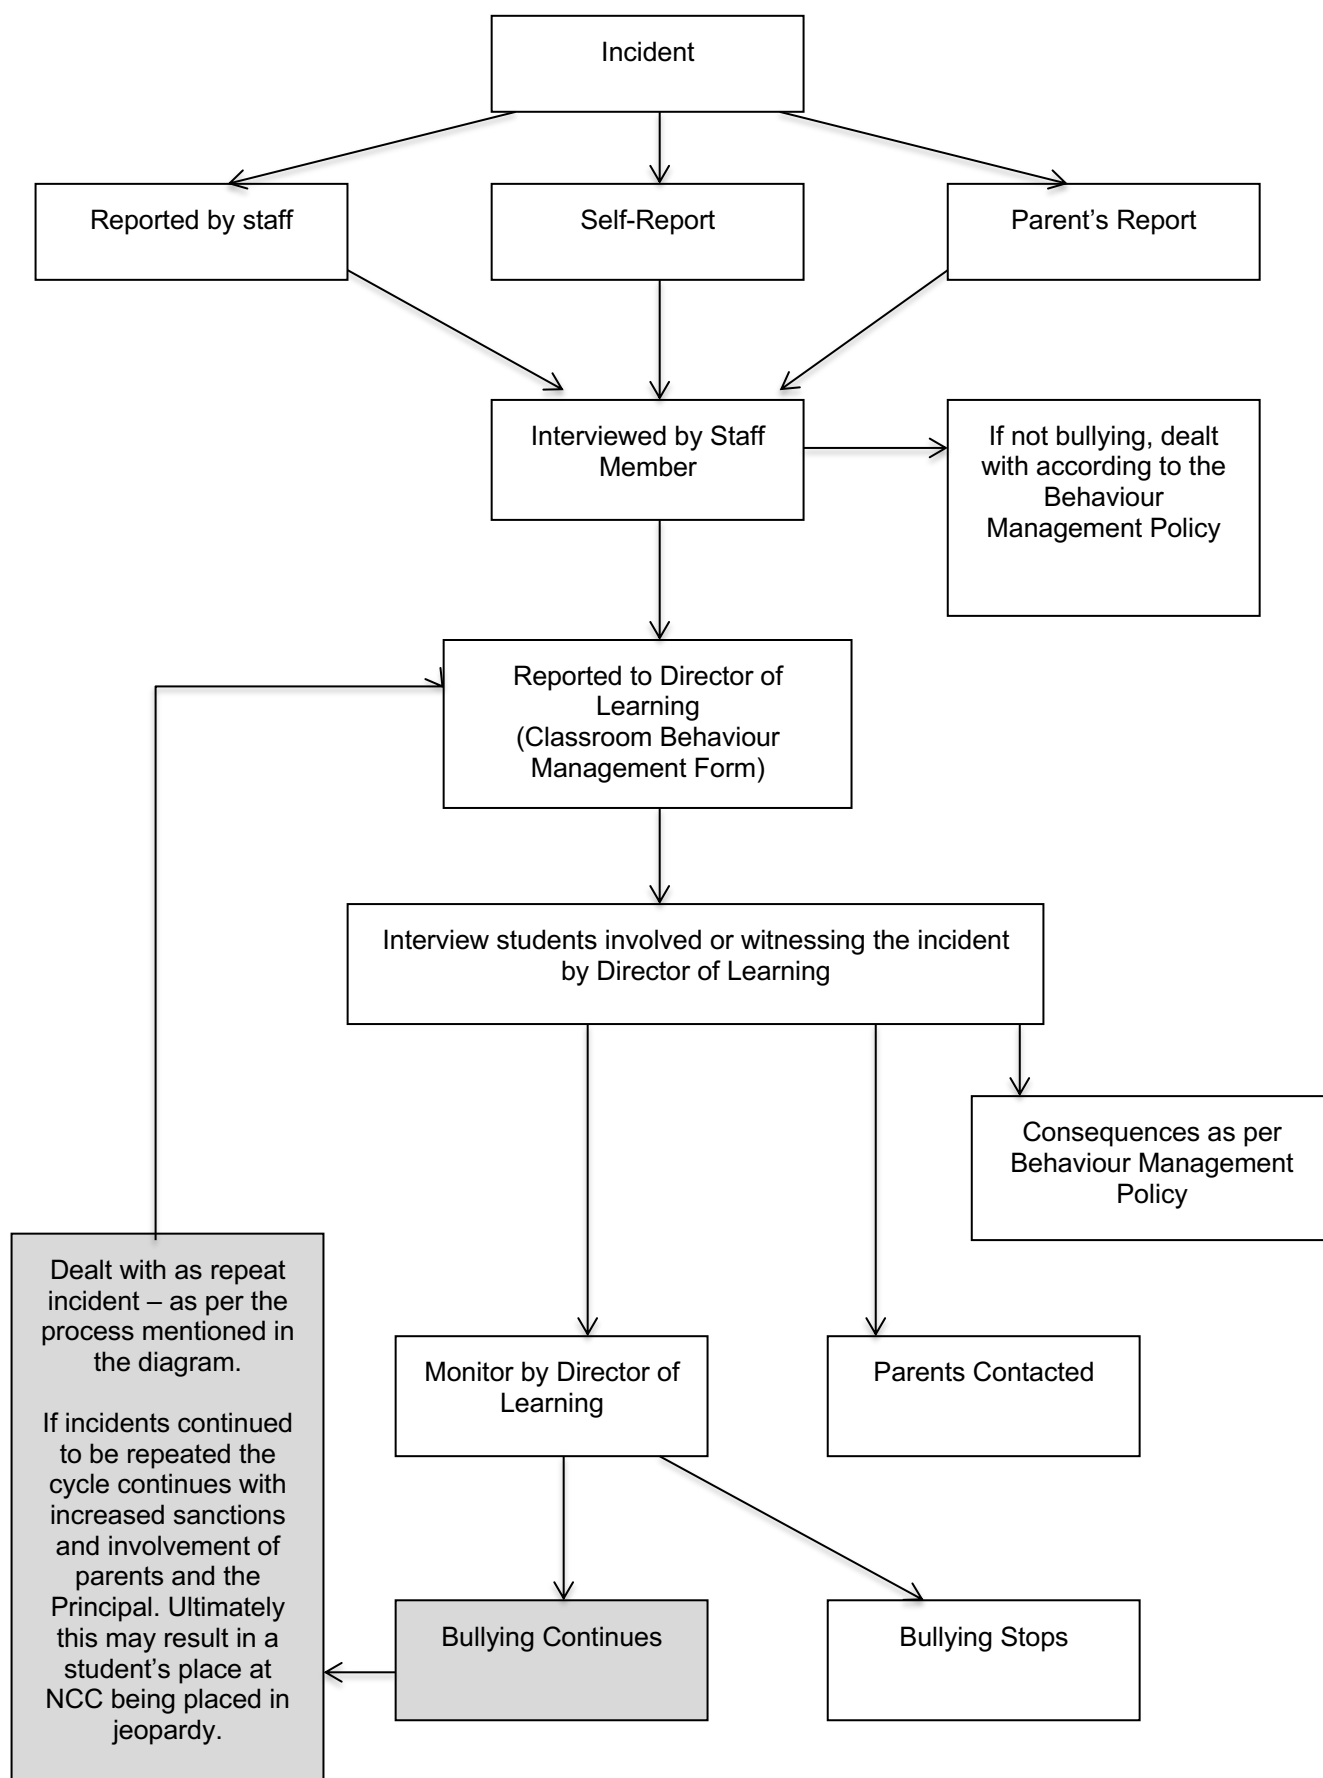 Incident
Reported by staff
Self-Report
Parent’s Report
Interviewed by Staff
Member
If not bullying, dealt
with according to the
Behaviour
Management Policy
Reported to Director of
Learning
(Classroom Behaviour
Management Form)
Interview students involved or witnessing the incident
by Director of Learning
Consequences as per
Behaviour Management
Policy
Dealt with as repeat
incident – as per the
process mentioned in
the diagram.
If incidents continued
to be repeated the
cycle continues with
increased sanctions
and involvement of
parents and the
Principal. Ultimately
this may result in a
student’s place at
NCC being placed in
jeopardy.
Monitor by Director of
Learning
Parents Contacted
Bullying Continues
Bullying Stops